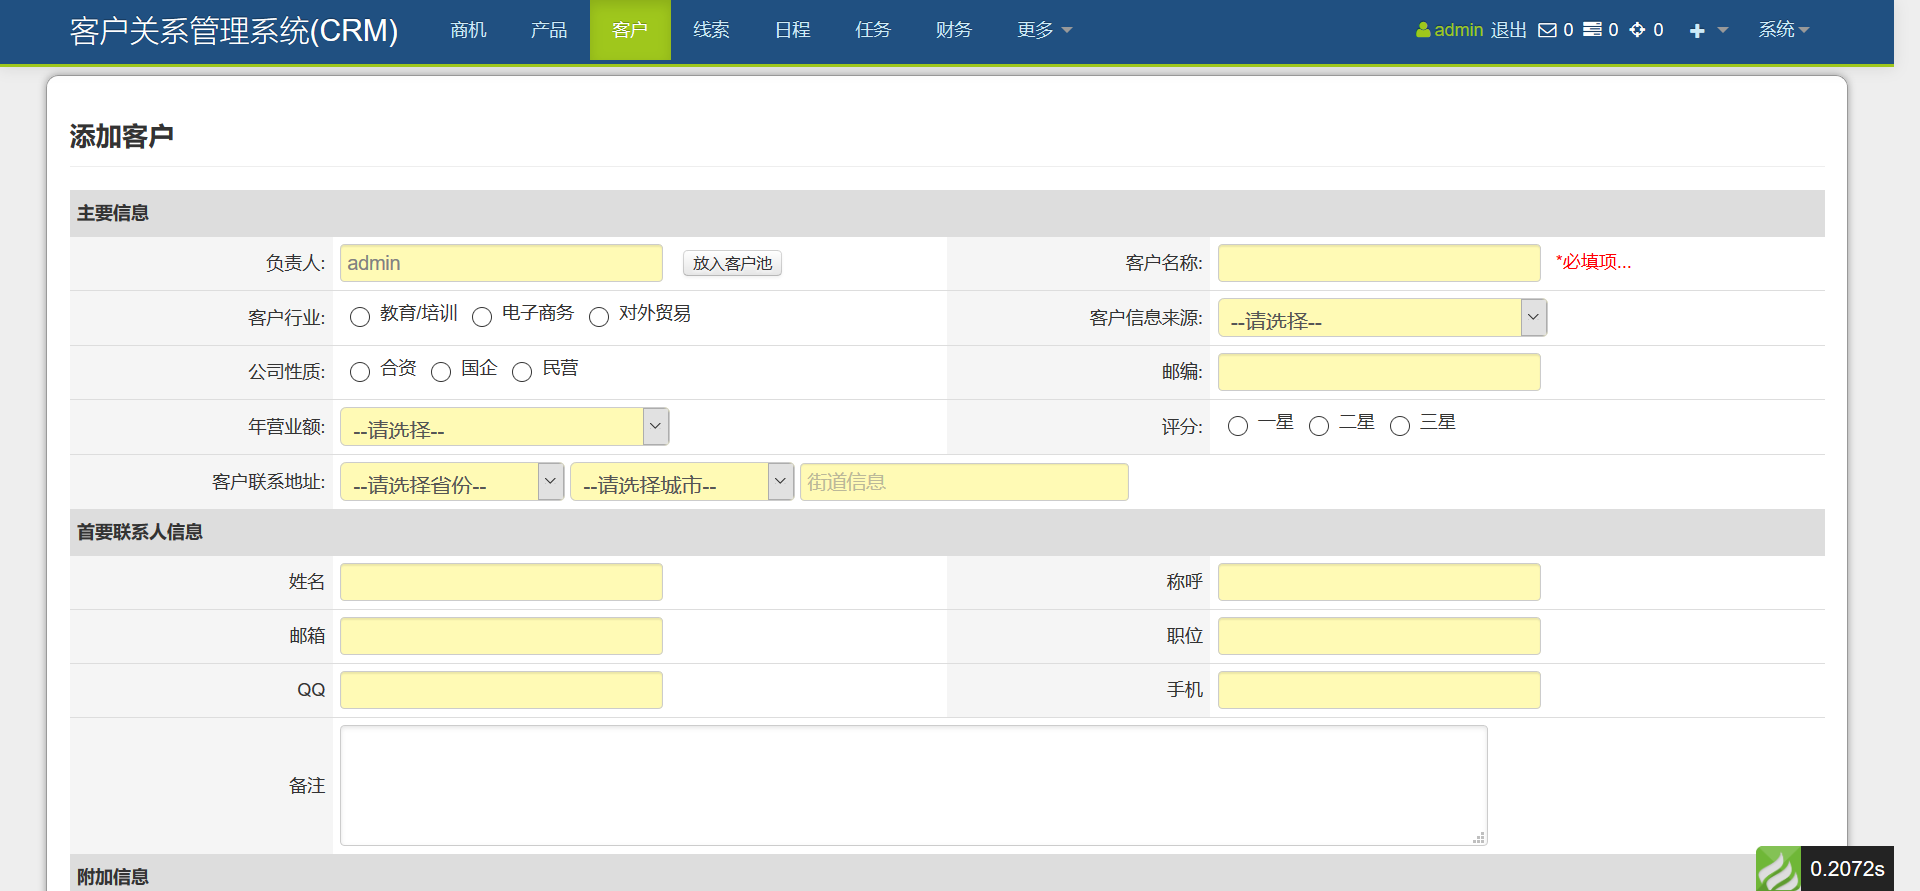 客户关系管理系统(CRM) 商机 产品 客户 线索 日程 任务 财务 更多 admin 退出 0 0 0 系统
添加客户
主要信息
负责人: admin 放入客户池 客户名称: *必填项...
客户行业: 教育/培训 电子商务 对外贸易 客户信息来源: --请选择--
公司性质: 合资 国企 民营 邮编:
年营业额: --请选择-- 评分: 一星 二星 三星
客户联系地址: --请选择省份-- --请选择城市-- 街道信息
首要联系人信息
姓名 称呼
邮箱 职位
QQ 手机
备注
附加信息
0.2072s